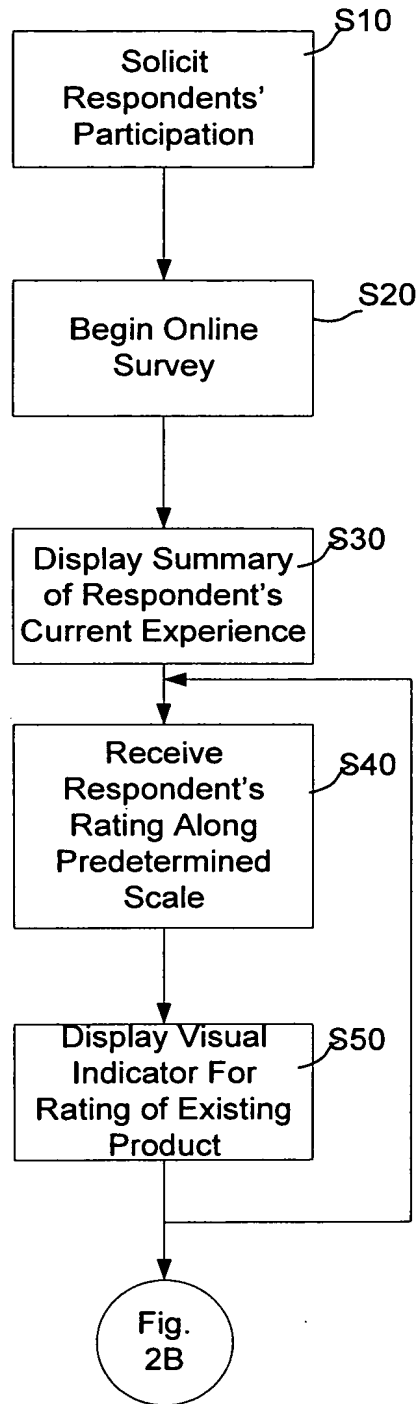 S10
Solicit
Respondents'
Participation
S20
Begin Online
Survey
S30
Display Summary
of Respondent's
Current Experience
S40
Receive
Respondent's
Rating Along
Predetermined
Scale
S50
Display Visual
Indicator For
Rating of Existing
Product
Fig.
2B